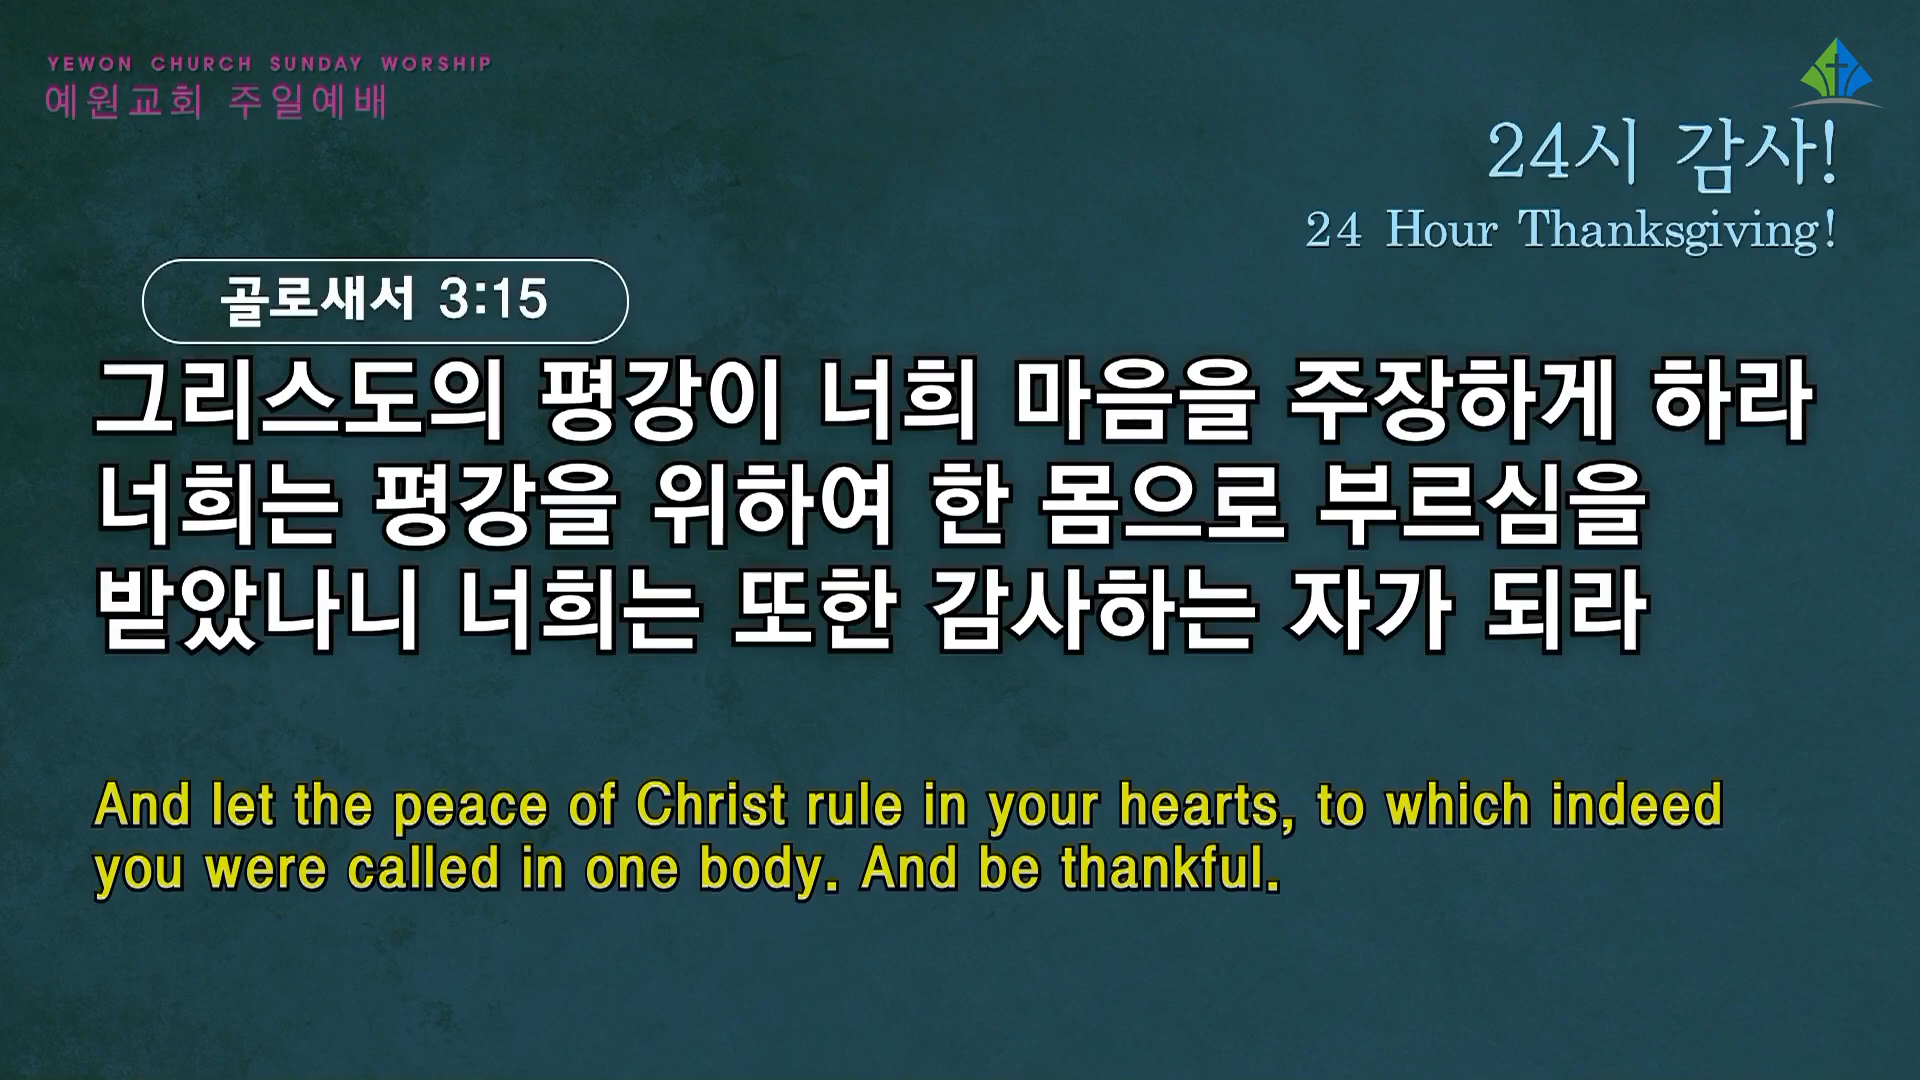 YEWON CHURCH SUNDAY WORSHIP
예원교회 주일예배
24시 감사!
24 Hour Thanksgiving!
골로새서 3:15
그리스도의 평강이 너희 마음을 주장하게 하라
너희는 평강을 위하여 한 몸으로 부르심을
받았나니 너희는 또한 감사하는 자가 되라
And let the peace of Christ rule in your hearts, to which indeed
you were called in one body. And be thankful.